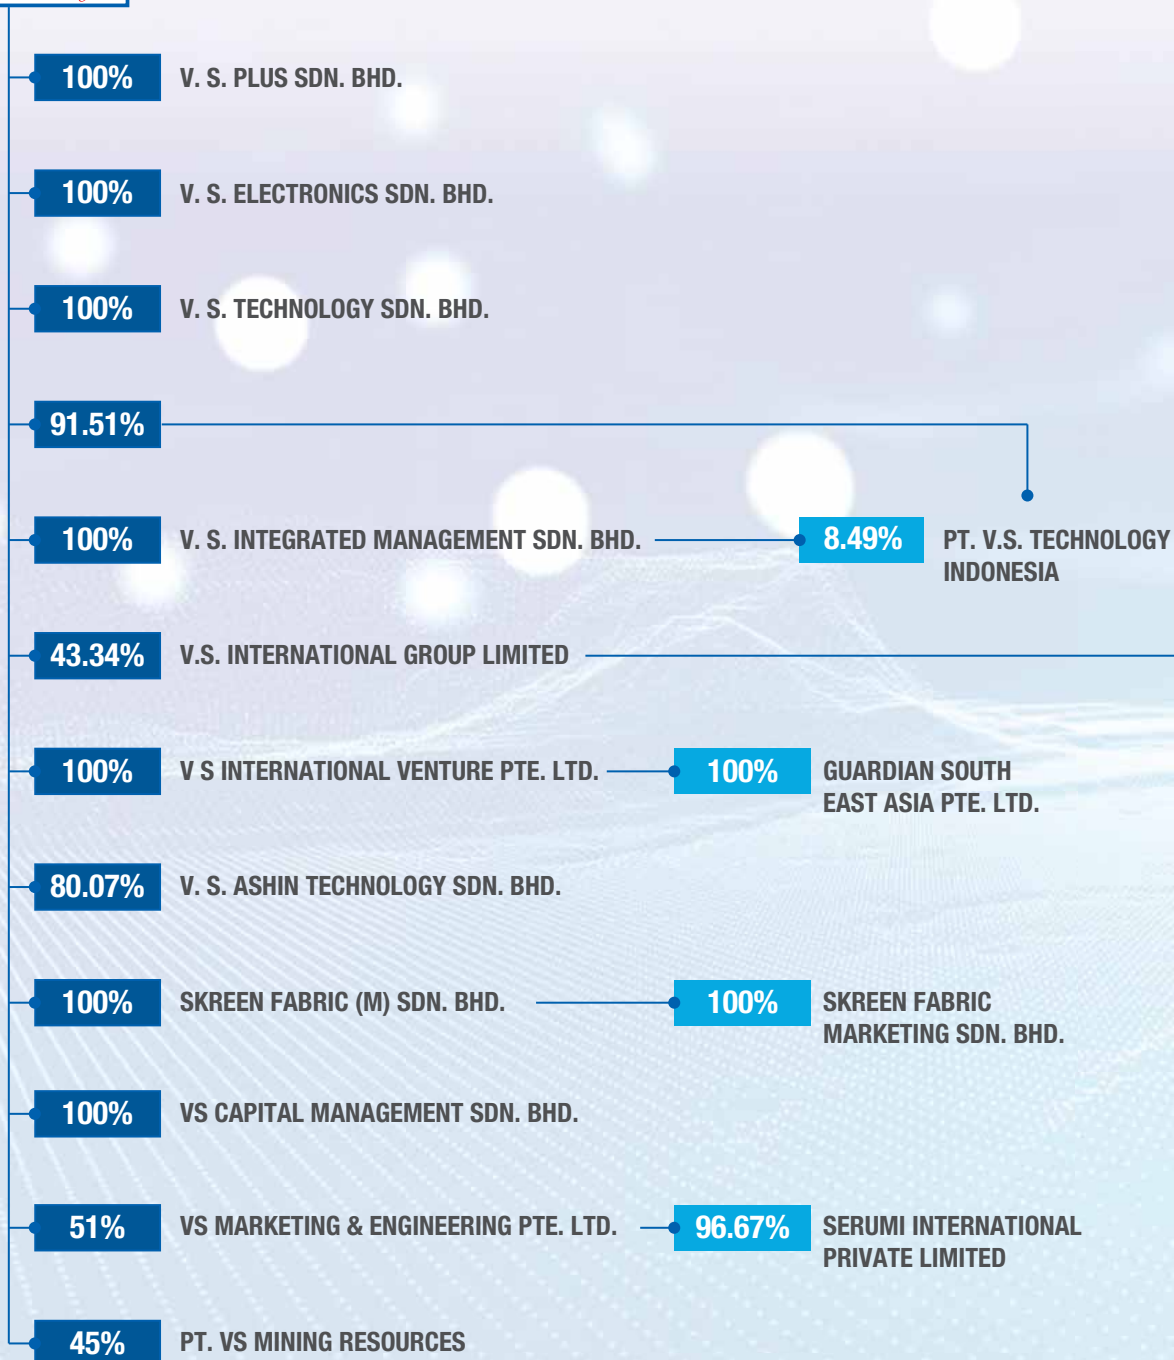 100% V. S. PLUS SDN. BHD.
100% V. S. ELECTRONICS SDN. BHD.
100% V. S. TECHNOLOGY SDN. BHD.
91.51%
100% V. S. INTEGRATED MANAGEMENT SDN. BHD. 8.49% PT. V.S. TECHNOLOGY
INDONESIA
43.34% V.S. INTERNATIONAL GROUP LIMITED
100% V S INTERNATIONAL VENTURE PTE. LTD. 100% GUARDIAN SOUTH
EAST ASIA PTE. LTD.
80.07% V. S. ASHIN TECHNOLOGY SDN. BHD.
100% SKREEN FABRIC (M) SDN. BHD. 100% SKREEN FABRIC
MARKETING SDN. BHD.
100% VS CAPITAL MANAGEMENT SDN. BHD.
51% VS MARKETING & ENGINEERING PTE. LTD. 96.67% SERUMI INTERNATIONAL
PRIVATE LIMITED
45% PT. VS MINING RESOURCES